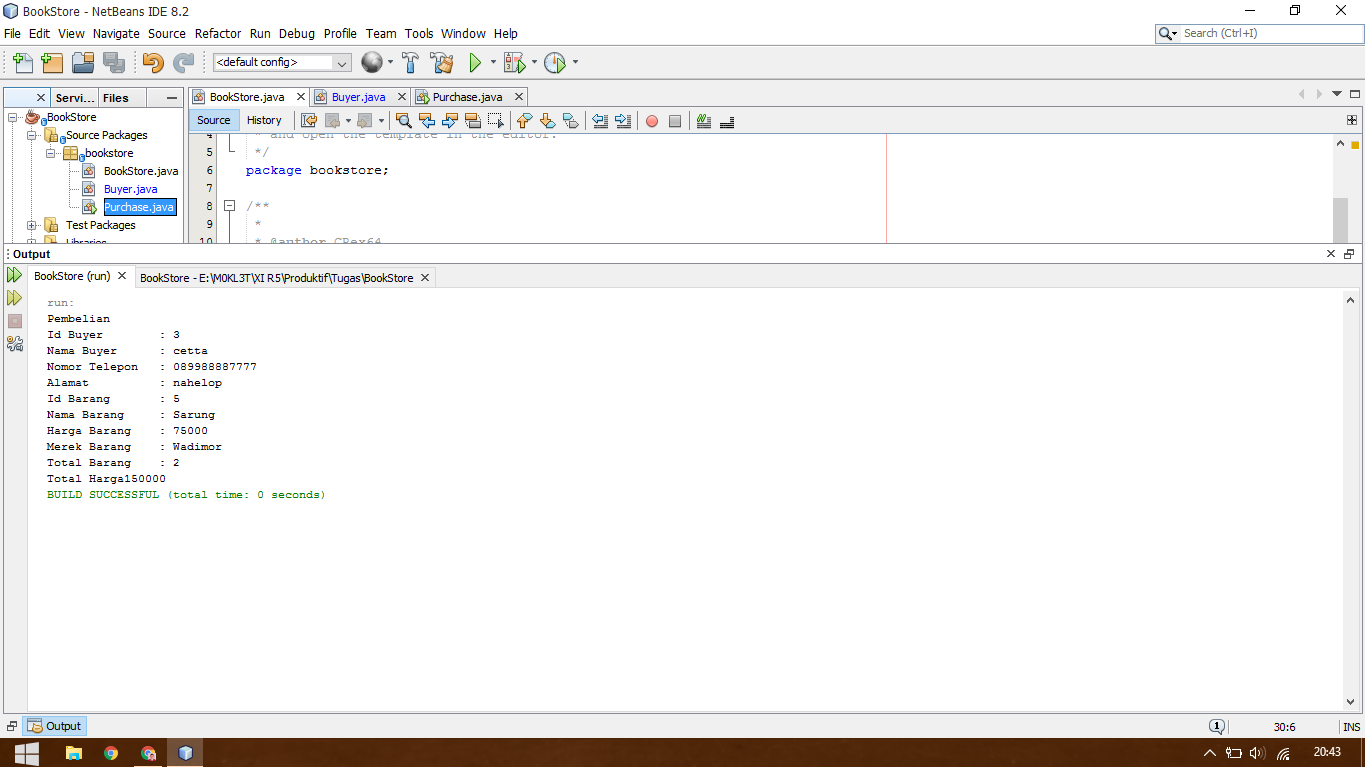 BookStore - NetBeans IDE 8.2
File Edit View Navigate Source Refactor Run Debug Profile Team Tools Window Help
Search (Ctrl+I)
<default config>
Servi... Files
BookStore.java Buyer.java Purchase.java
BookStore
Source Packages
bookstore
BookStore.java
Buyer.java
Purchase.java
Test Packages
Libraries
Source History
4 * and open the template in the editor.
5 */
6 package bookstore;
7
8 /**
9 *
10 * @author CRex64
Output
BookStore (run) BookStore - E:\M0KL3T\XI R5\Produktif\Tugas\BookStore
run:
Pembelian
Id Buyer : 3
Nama Buyer : cetta
Nomor Telepon : 089988887777
Alamat : nahelop
Id Barang : 5
Nama Barang : Sarung
Harga Barang : 75000
Merek Barang : Wadimor
Total Barang : 2
Total Harga150000
BUILD SUCCESSFUL (total time: 0 seconds)
Output
1
30:6
INS
20:43